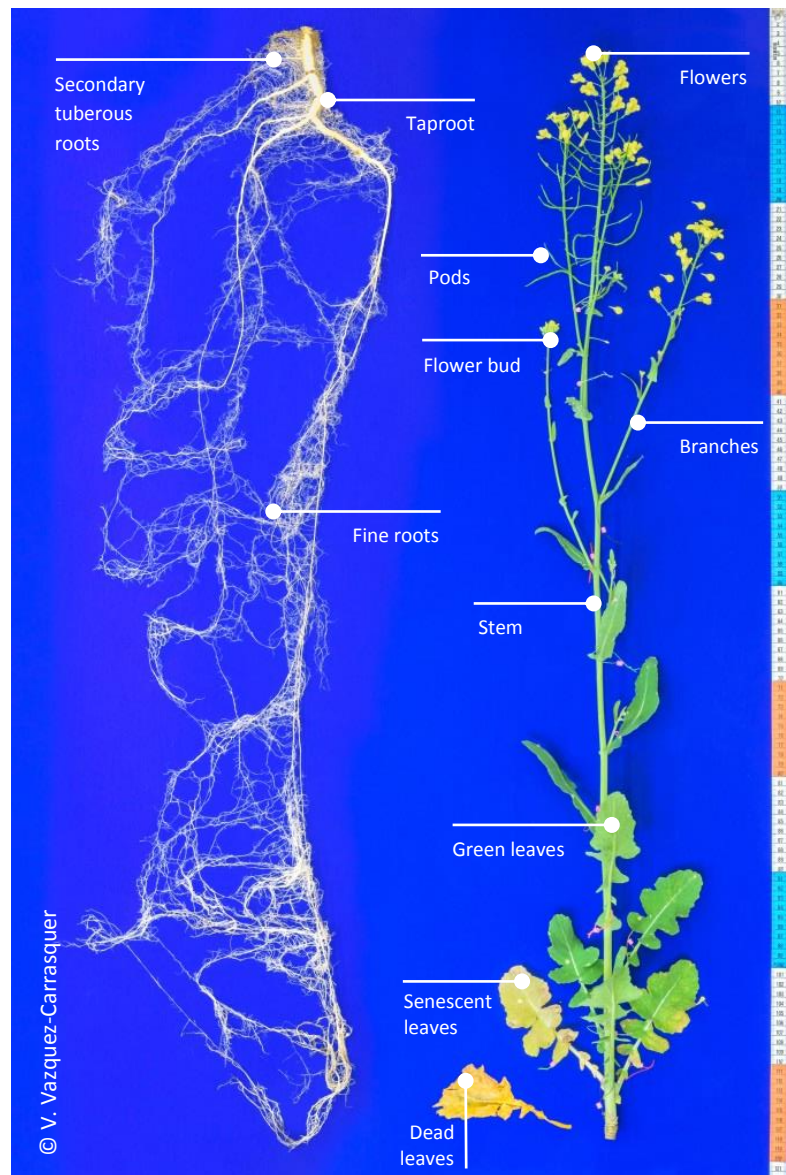 Secondary
tuberous
roots
Taproot
Flowers
Pods
Flower bud
Branches
Fine roots
Stem
Green leaves
Senescent
leaves
Dead
leaves
© V. Vazquez-Carrasquer